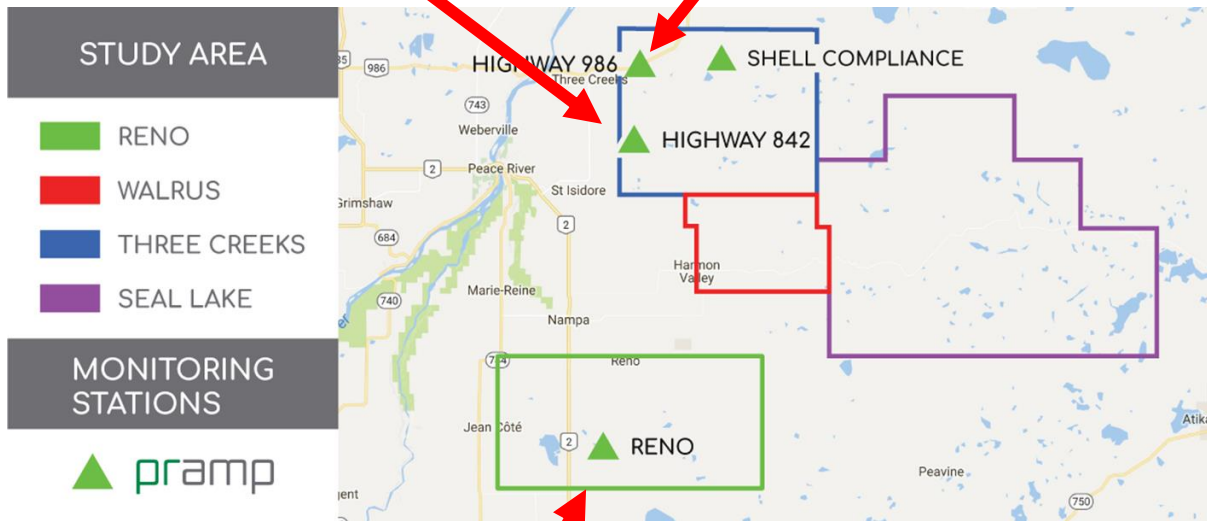 STUDY AREA
RENO
WALRUS
THREE CREEKS
SEAL LAKE
MONITORING
STATIONS
pramp
986
HIGHWAY 986
Three Creeks
SHELL COMPLIANCE
743
Weberville
HIGHWAY 842
2
Peace River
St Isidore
Grimshaw
2
684
Harmon
Valley
740
Marie-Reine
Nampa
744
Reno
Jean Côté
2
RENO
Peavine
750